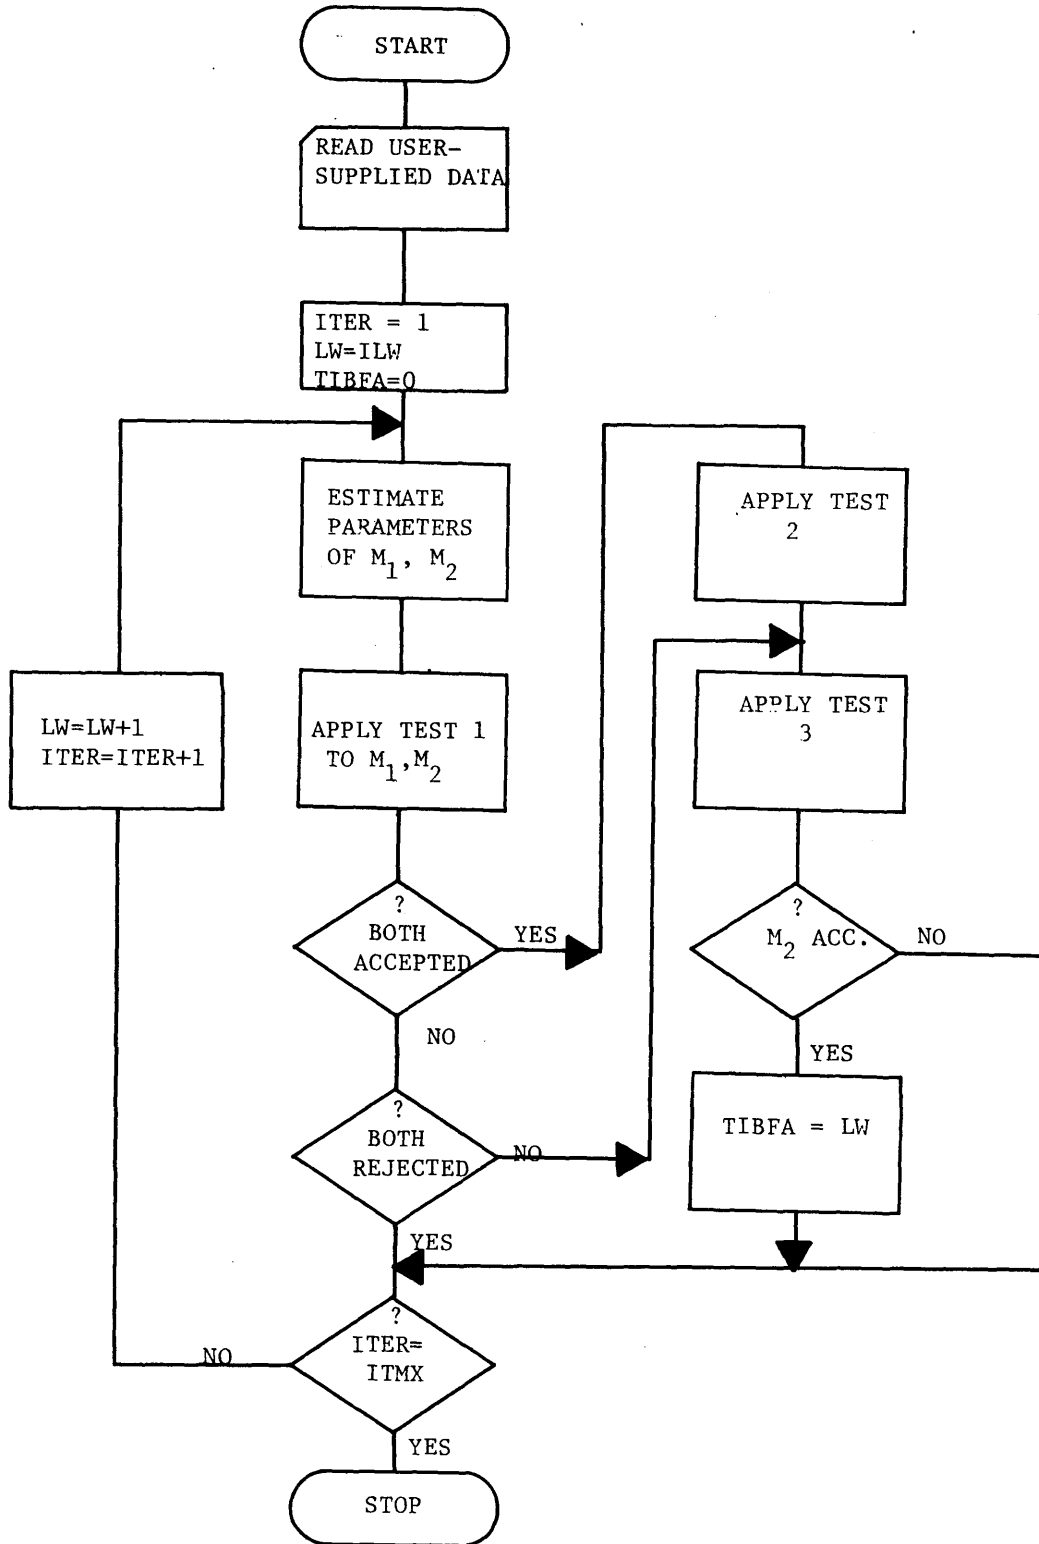 START
READ USER-
SUPPLIED DATA
ITER = 1
LW=ILW
TIBFA=0
ESTIMATE
PARAMETERS
OF M1, M2
APPLY TEST 1
TO M1,M2
?
BOTH
ACCEPTED
YES
NO
?
BOTH
REJECTED
NO
YES
?
ITER=
ITMX
NO
YES
STOP
LW=LW+1
ITER=ITER+1
APPLY TEST
2
APPLY TEST
3
?
M2 ACC.
NO
YES
TIBFA = LW